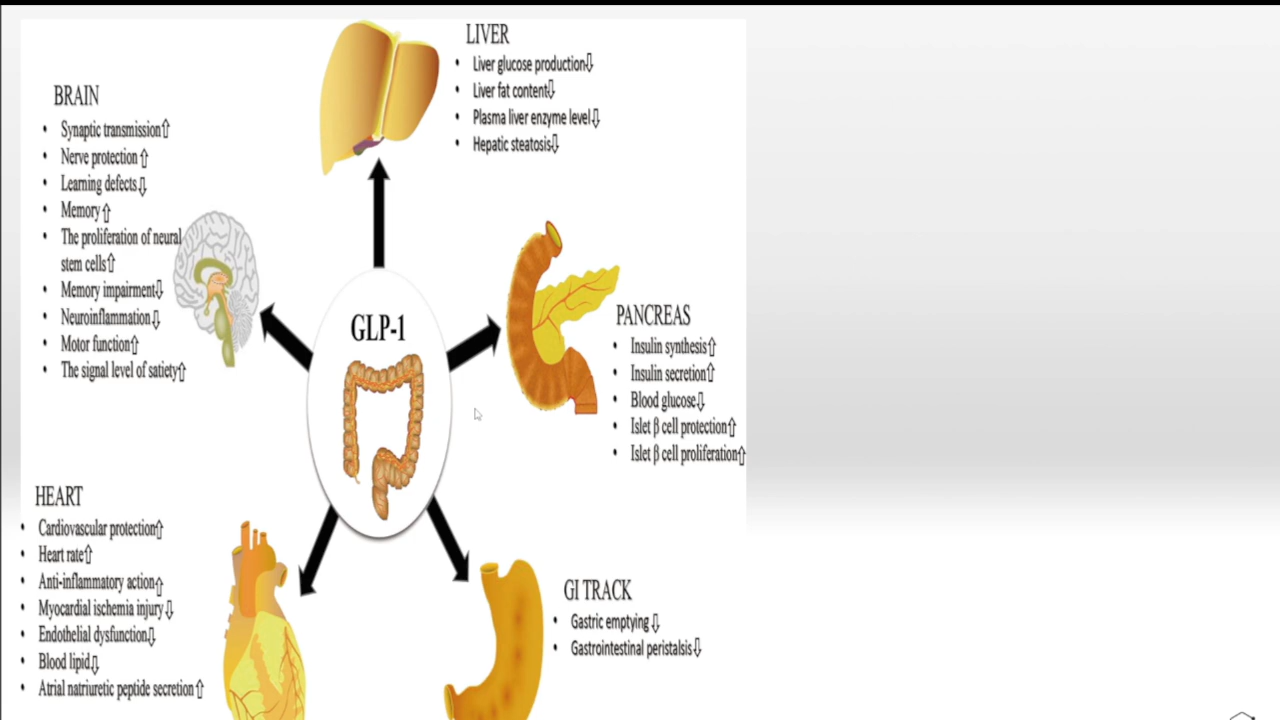 LIVER
• Liver glucose production⇩
• Liver fat content⇩
• Plasma liver enzyme level⇩
• Hepatic steatosis⇩
BRAIN
• Synaptic transmission⇧
• Nerve protection ⇧
• Learning defects⇩
• Memory⇧
• The proliferation of neural
stem cells⇧
• Memory impairment⇩
• Neuroinflammation⇩
• Motor function⇧
• The signal level of satiety⇧
GLP-1
PANCREAS
• Insulin synthesis⇧
• Insulin secretion⇧
• Blood glucose⇩
• Islet β cell protection⇧
• Islet β cell proliferation⇧
HEART
• Cardiovascular protection⇧
• Heart rate⇧
• Anti-inflammatory action⇧
• Myocardial ischemia injury⇩
• Endothelial dysfunction⇩
• Blood lipid⇩
• Atrial natriuretic peptide secretion⇧
GI TRACK
• Gastric emptying⇩
• Gastrointestinal peristalsis⇩